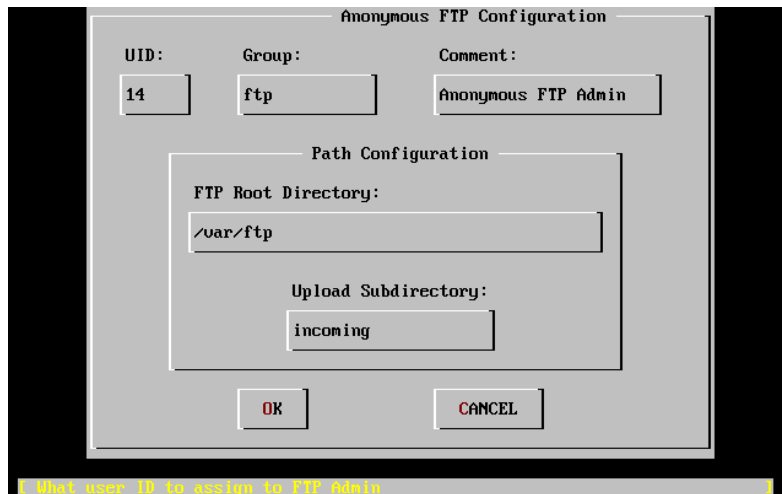 Anonymous FTP Configuration
UID: Group: Comment:
14 ftp Anonymous FTP Admin
Path Configuration
FTP Root Directory:
/var/ftp
Upload Subdirectory:
incoming
OK CANCEL
[ What user ID to assign to FTP Admin ]